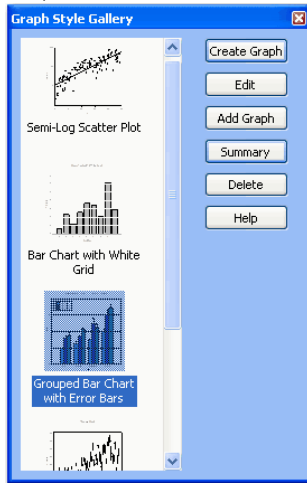 Graph Style Gallery
Semi-Log Scatter Plot
Bar Chart with White
Grid
Grouped Bar Chart
with Error Bars
Create Graph
Edit
Add Graph
Summary
Delete
Help